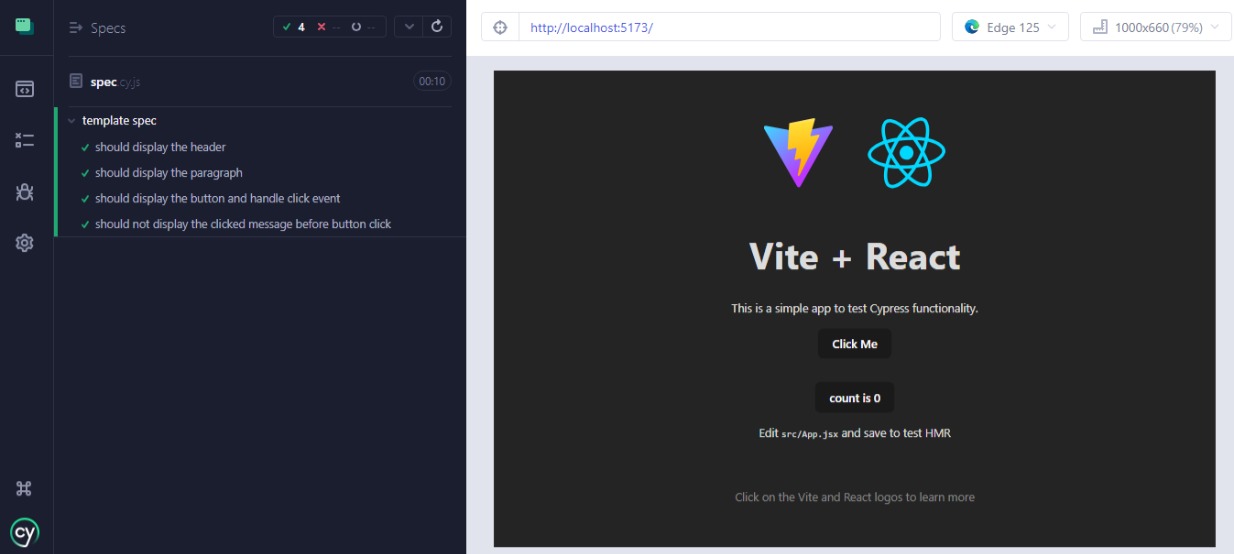 Specs
4 -- --
spec.cy.js
00:10
template spec
should display the header
should display the paragraph
should display the button and handle click event
should not display the clicked message before button click
cy
http://localhost:5173/
Edge 125
1000x660 (79%)
Vite + React
This is a simple app to test Cypress functionality.
Click Me
count is 0
Edit src/App.jsx and save to test HMR
Click on the Vite and React logos to learn more